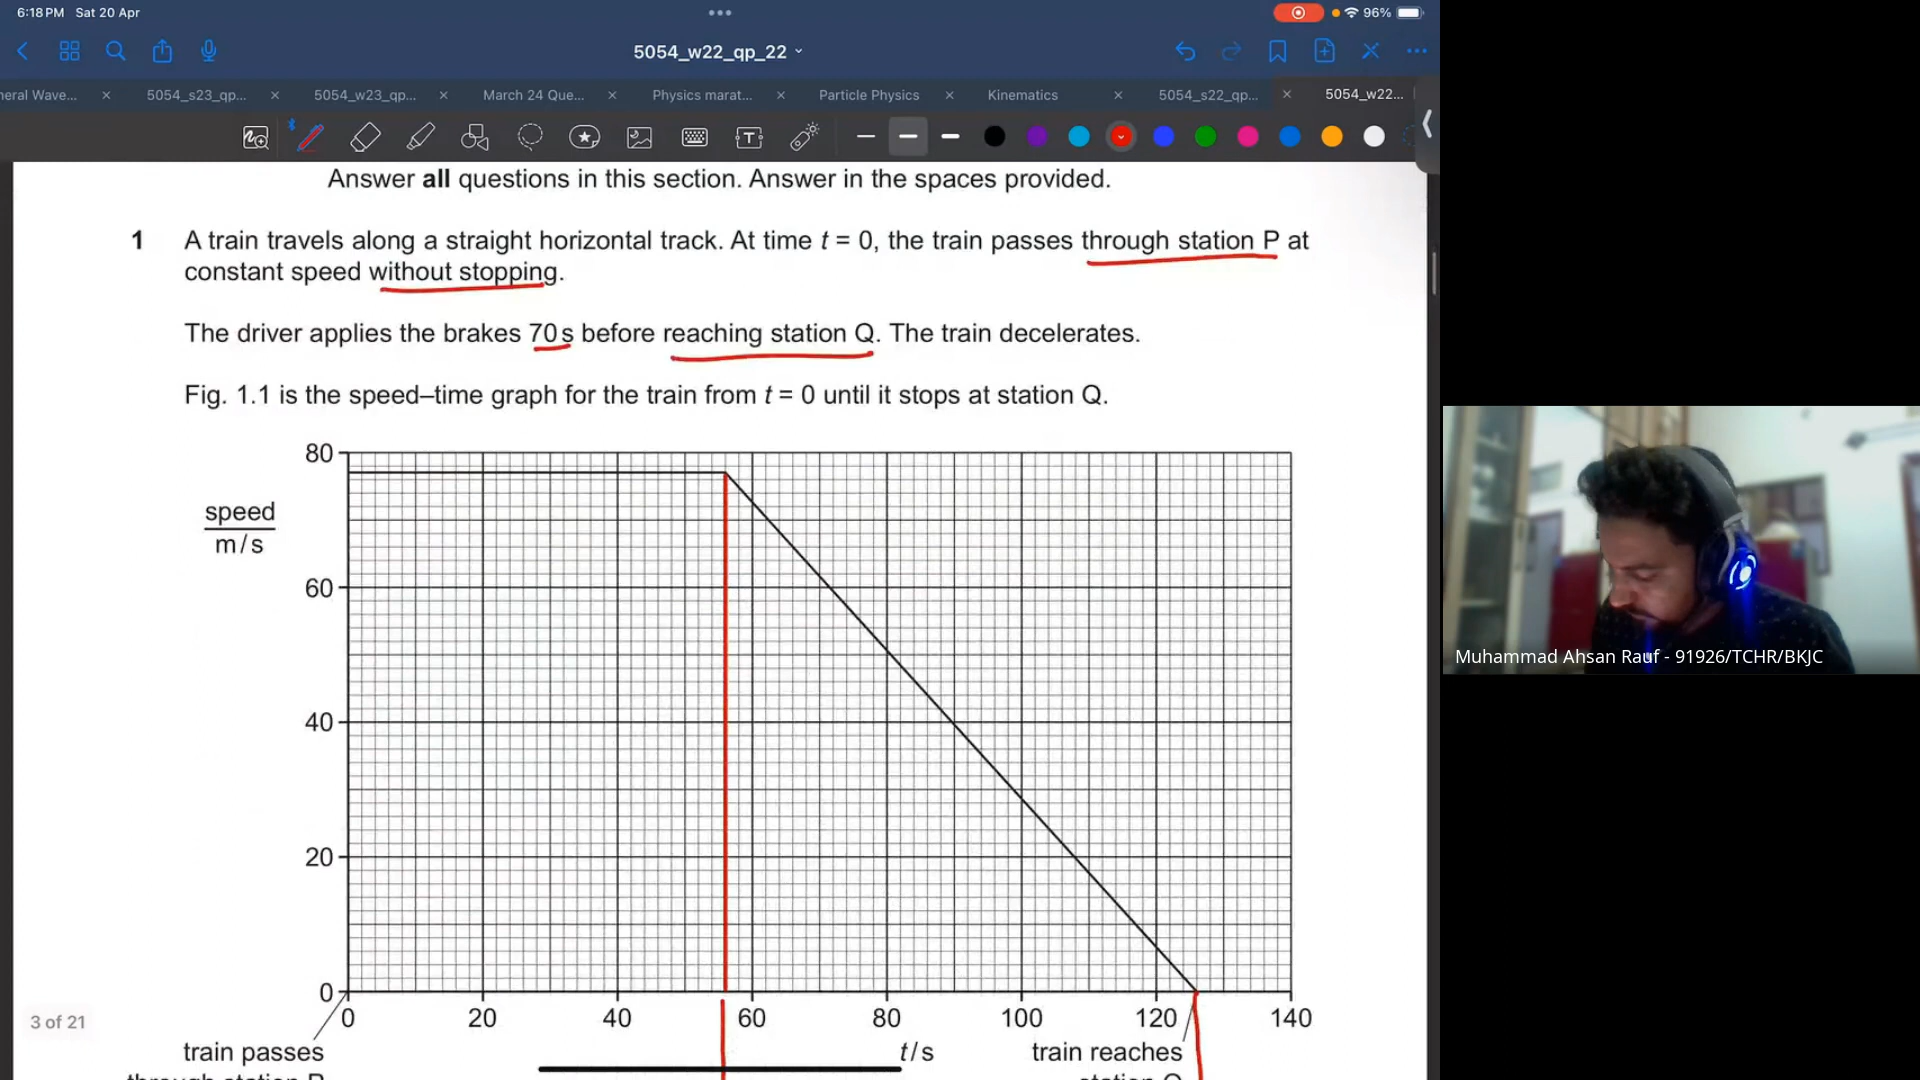 6:18 PM Sat 20 Apr
96%
5054_w22_qp_22
neral Wave...
5054_s23_qp...
5054_w23_qp...
March 24 Que...
Physics marat...
Particle Physics
Kinematics
5054_s22_qp...
5054_w22...
Answer all questions in this section. Answer in the spaces provided.
1 A train travels along a straight horizontal track. At time t = 0, the train passes through station P at
constant speed without stopping.
The driver applies the brakes 70 s before reaching station Q. The train decelerates.
Fig. 1.1 is the speed–time graph for the train from t = 0 until it stops at station Q.
80
speed
m / s
60
40
20
0
0 20 40 60 80 100 120 140
t / s
train passes
through station P
train reaches
station Q
3 of 21
Muhammad Ahsan Rauf - 91926/TCHR/BKJC